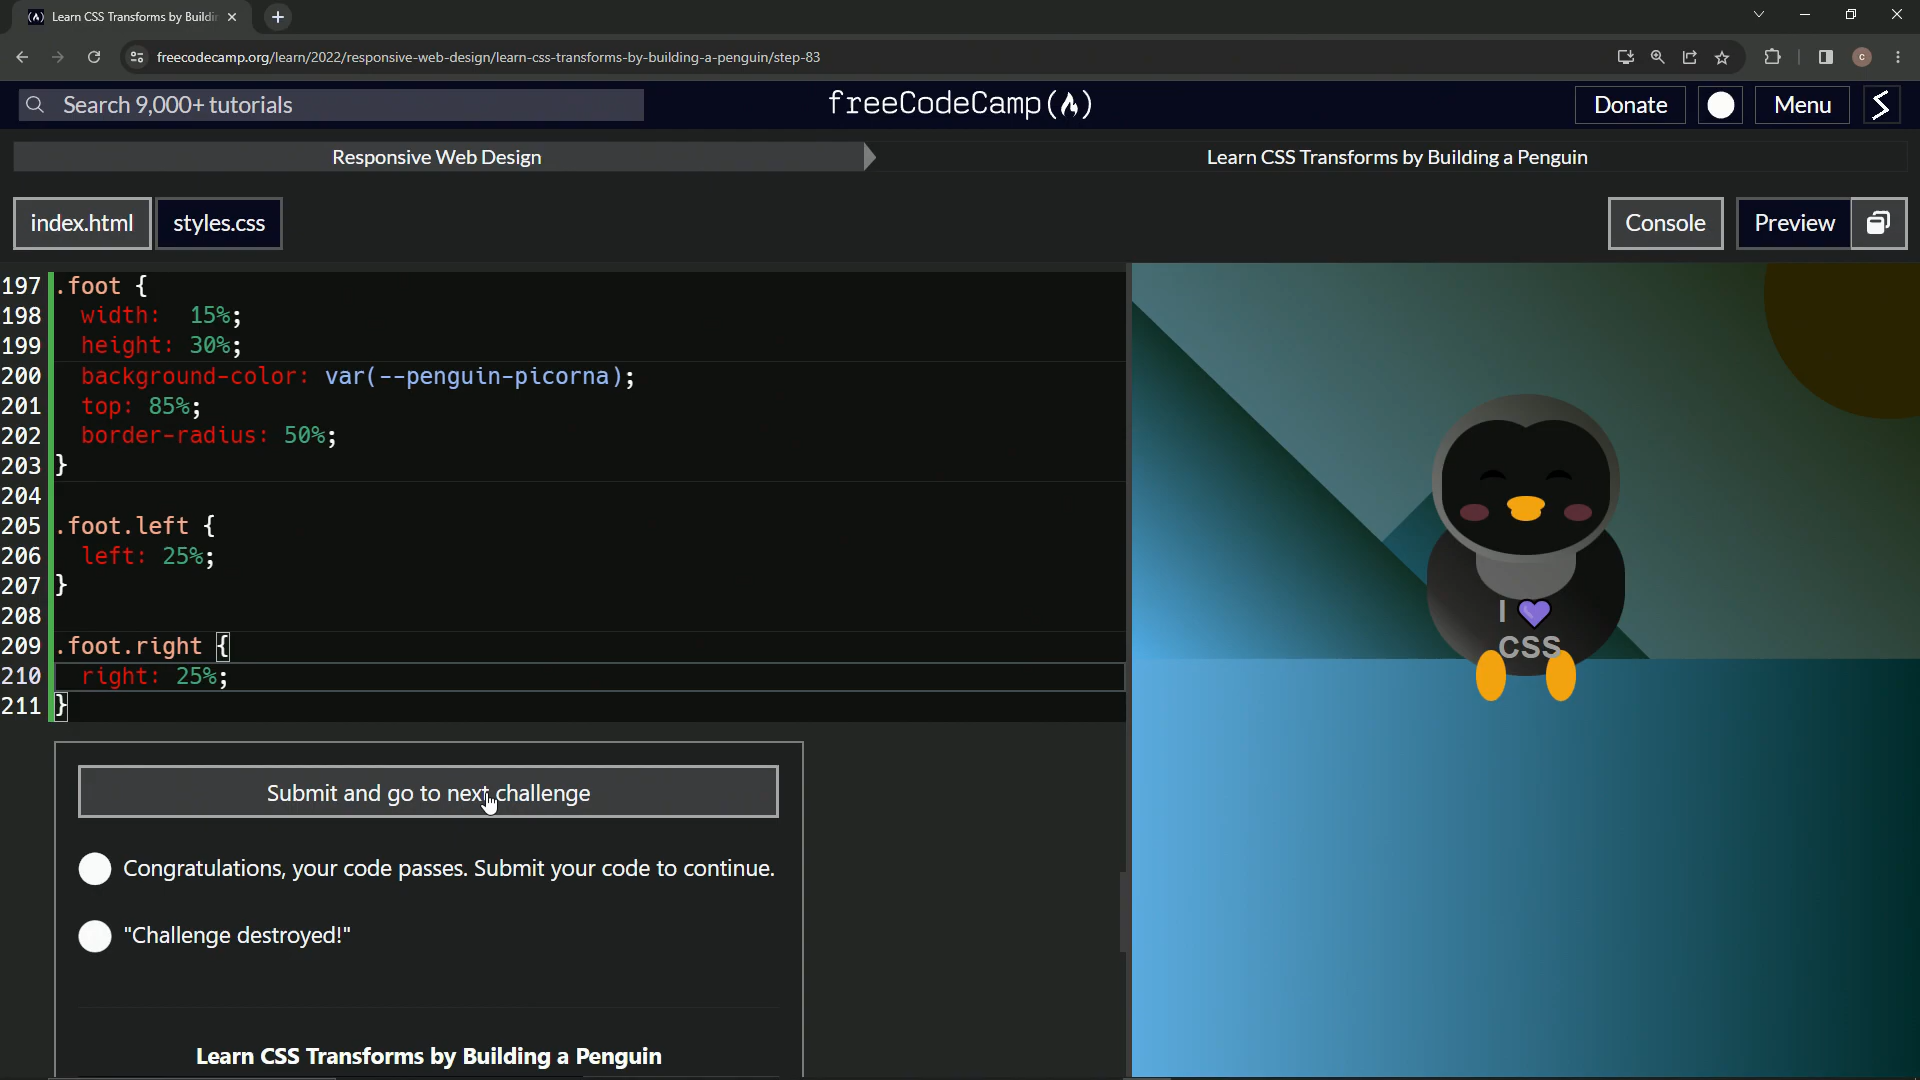 Learn CSS Transforms by Buildin
freecodecamp.org/learn/2022/responsive-web-design/learn-css-transforms-by-building-a-penguin/step-83
C
Search 9,000+ tutorials
freeCodeCamp
Donate
Menu
Responsive Web Design
Learn CSS Transforms by Building a Penguin
index.html
styles.css
Console
Preview
197 .foot {
198 width:  15%;
199 height: 30%;
200 background-color: var(--penguin-picorna);
201 top: 85%;
202 border-radius: 50%;
203 }
204
205 .foot.left {
206 left: 25%;
207 }
208
209 .foot.right {
210 right: 25%;
211 }
I 💜
CSS
Submit and go to next challenge
Congratulations, your code passes. Submit your code to continue.
"Challenge destroyed!"
Learn CSS Transforms by Building a Penguin